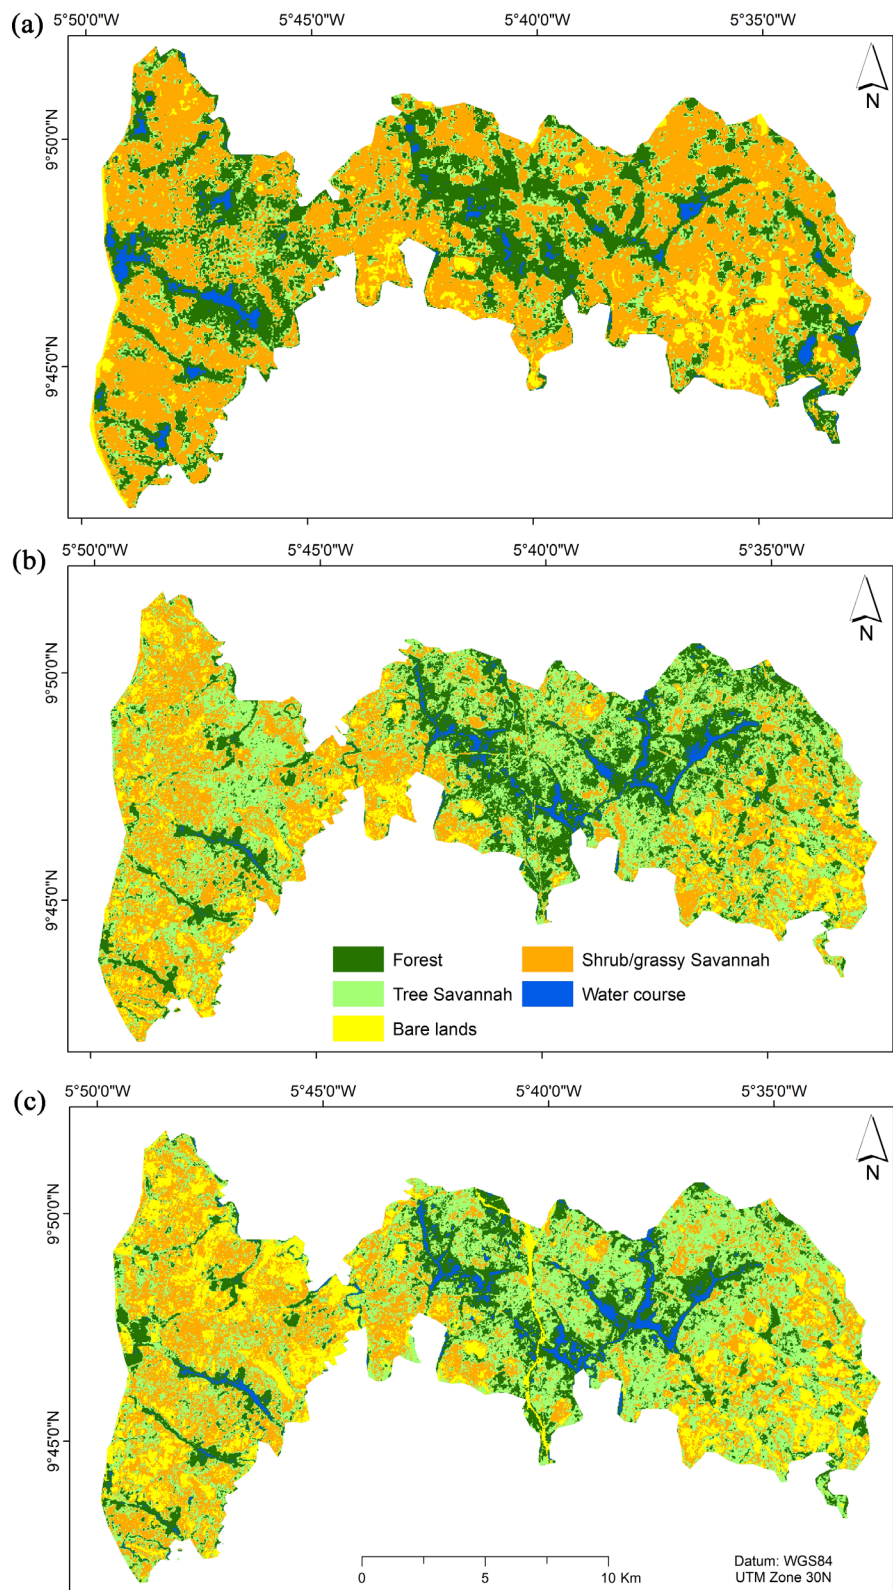 (a)
5°50'0"W 5°45'0"W 5°40'0"W 5°35'0"W
N
9°50'0"N
9°45'0"N
(b)
5°50'0"W 5°45'0"W 5°40'0"W 5°35'0"W
N
9°50'0"N
9°45'0"N
Forest Shrub/grassy Savannah
Tree Savannah Water course
Bare lands
(c)
5°50'0"W 5°45'0"W 5°40'0"W 5°35'0"W
N
9°50'0"N
9°45'0"N
0 5 10 Km
Datum: WGS84
UTM Zone 30N